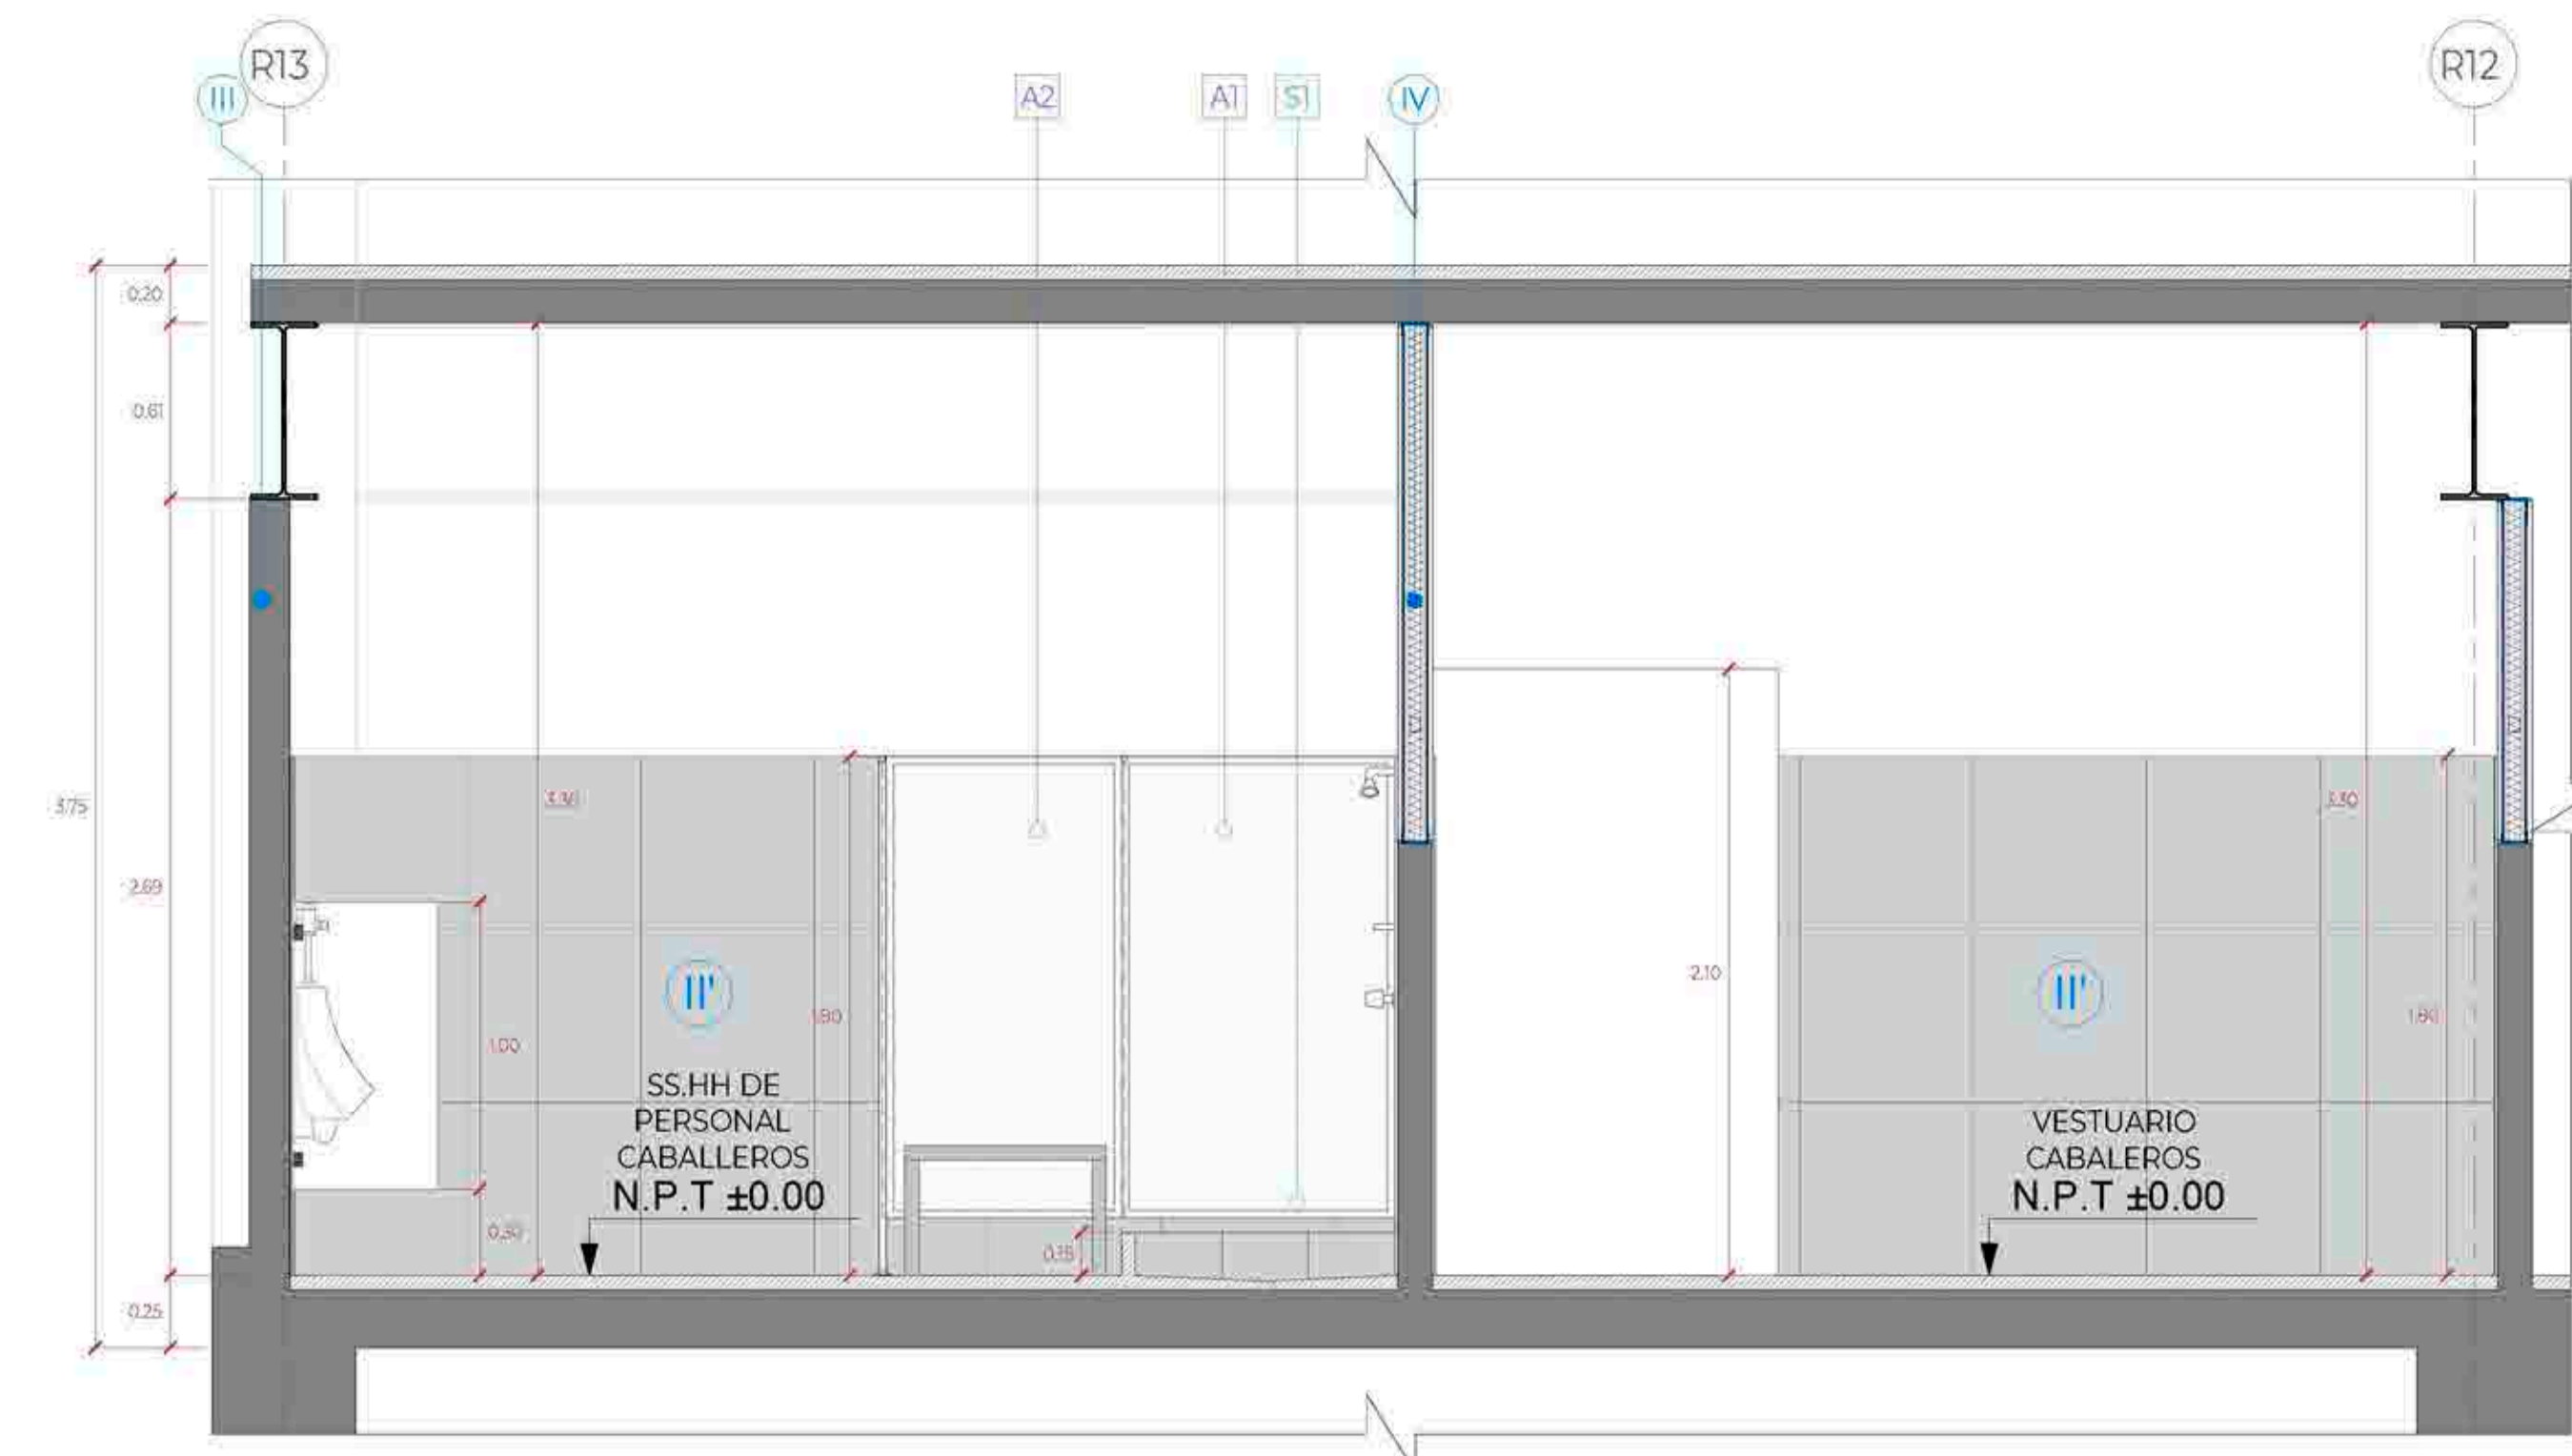 R13
R12
III
A2
A1
S1
IV
0.20
0.61
3.75
2.69
3.30
2.10
1.80
1.80
II'
II'
1.00
SS.HH DE
PERSONAL
CABALLEROS
N.P.T ±0.00
VESTUARIO
CABALEROS
N.P.T ±0.00
0.30
0.15
0.25